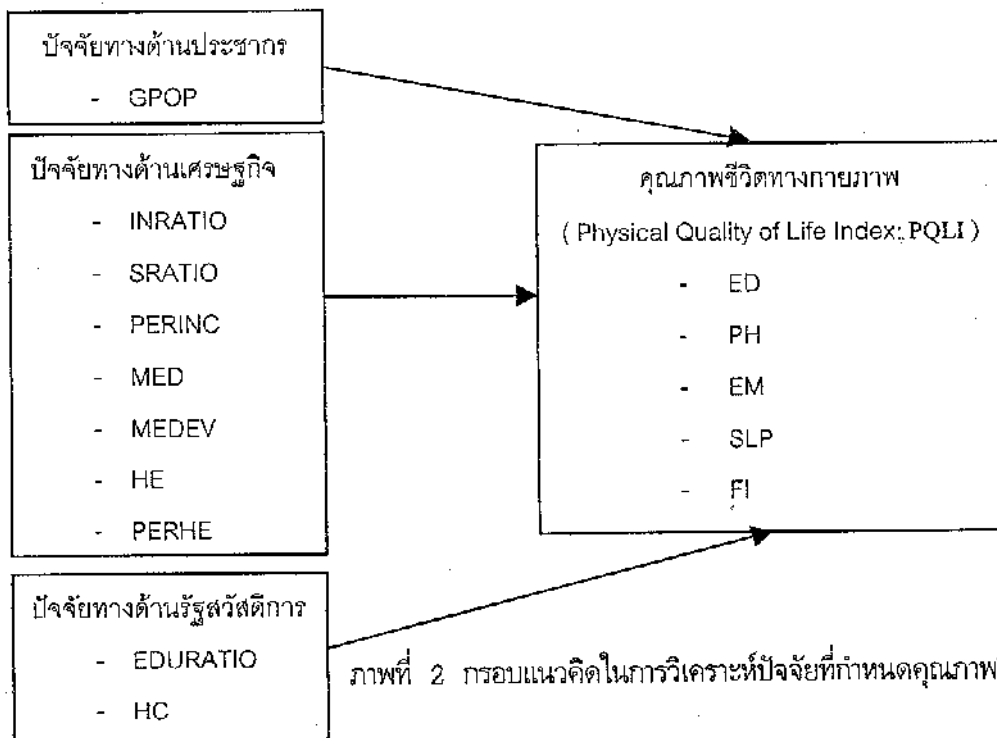 ปัจจัยทางด้านประชากร
- GPOP
ปัจจัยทางด้านเศรษฐกิจ
- INRATIO
- SRATIO
- PERINC
- MED
- MEDEV
- HE
- PERHE
ปัจจัยทางด้านรัฐสวัสดิการ
- EDURATIO
- HC
คุณภาพชีวิตทางกายภาพ
( Physical Quality of Life Index: PQLI )
- ED
- PH
- EM
- SLP
- FI
ภาพที่ 2 กรอบแนวคิดในการวิเคราะห์ปัจจัยที่กำหนดคุณภาพ